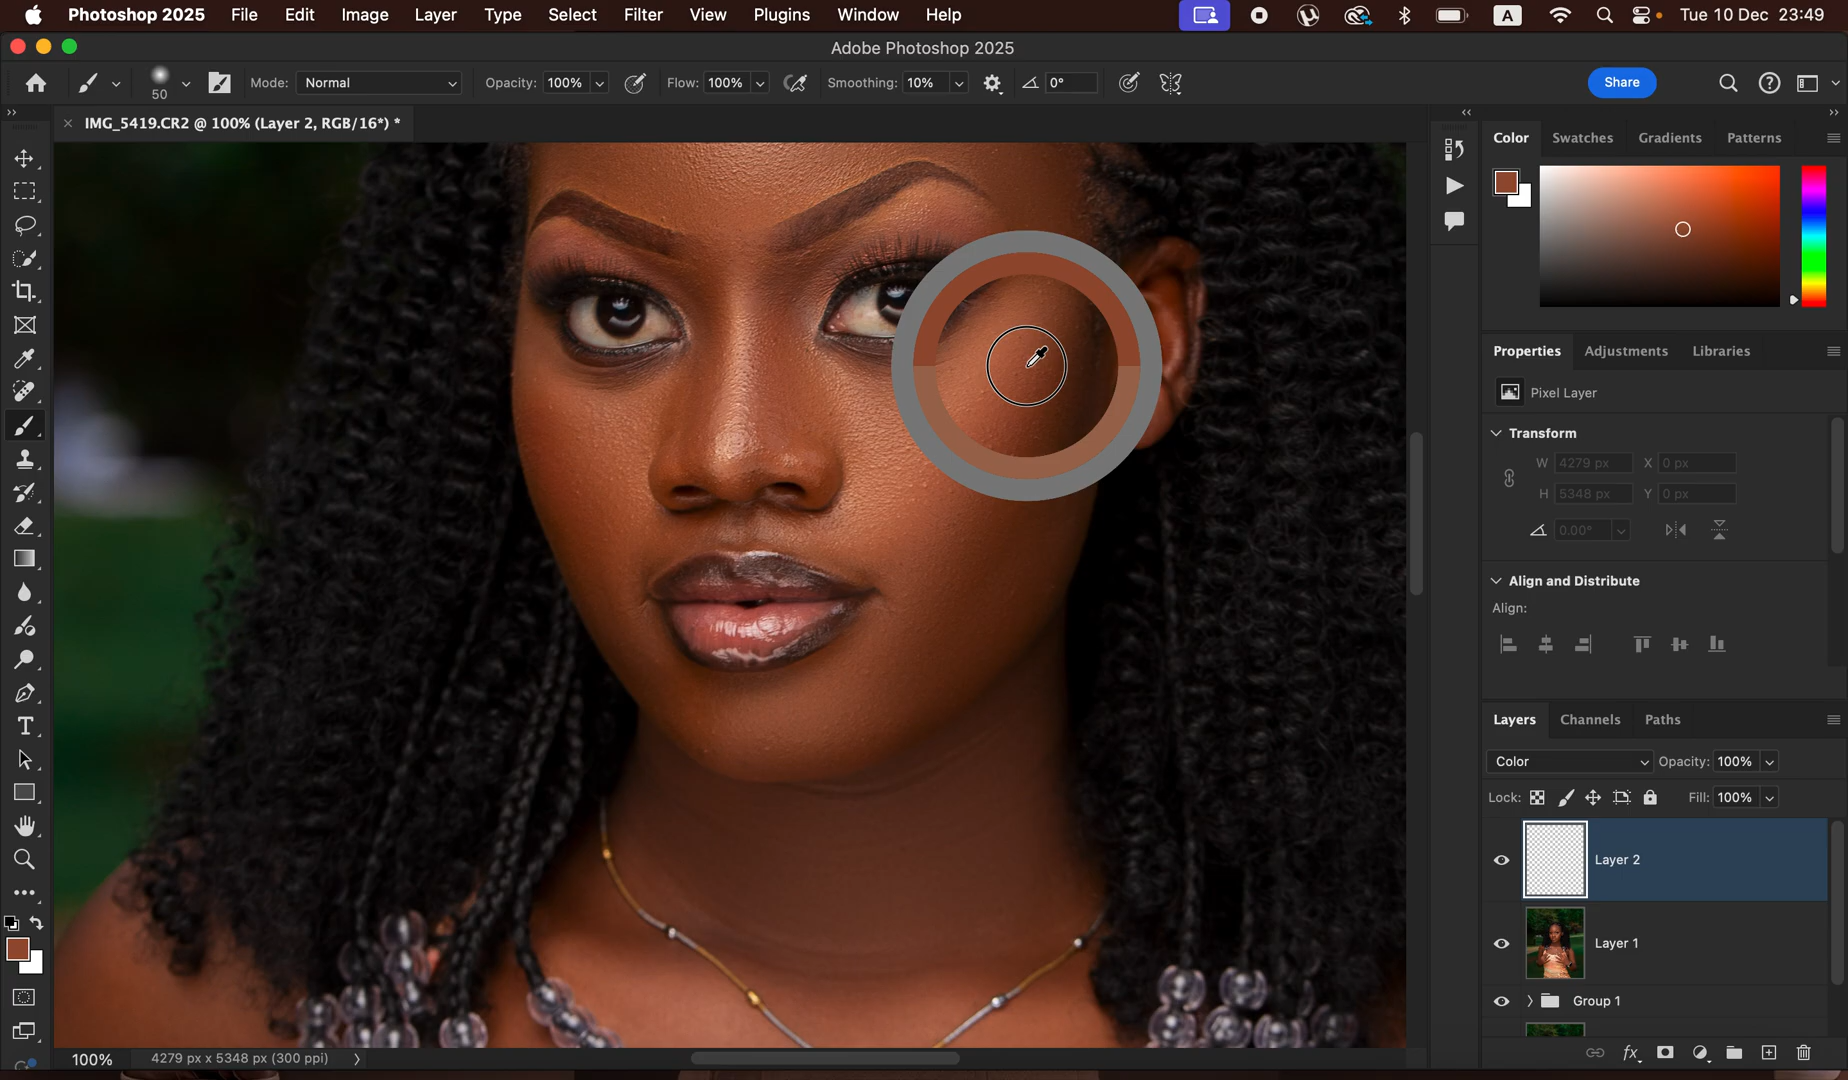 Photoshop 2025 File Edit Image Layer Type Select Filter View Plugins Window Help A Tue 10 Dec 23:49
Adobe Photoshop 2025
50 Mode: Normal Opacity: 100% Flow: 100% Smoothing: 10% 0° Share
IMG_5419.CR2 @ 100% (Layer 2, RGB/16*) *
Color Swatches Gradients Patterns
Properties Adjustments Libraries
Pixel Layer
Transform
W 4279 px X 0 px
H 5348 px Y 0 px
0.00°
Align and Distribute
Align:
Layers Channels Paths
Color Opacity: 100%
Lock: Fill: 100%
Layer 2
Layer 1
Group 1
100% 4279 px x 5348 px (300 ppi)
fx